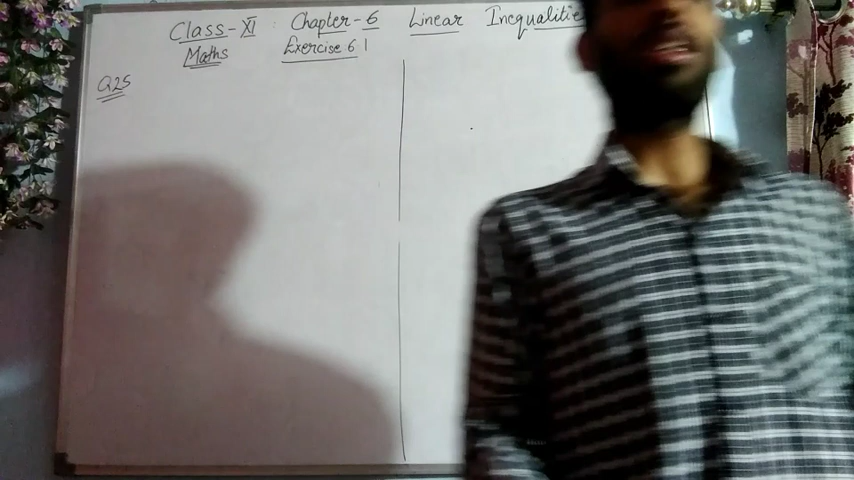 Class-XI : Chapter-6 Linear Inequalitie
Maths Exercise 6 1
Q25